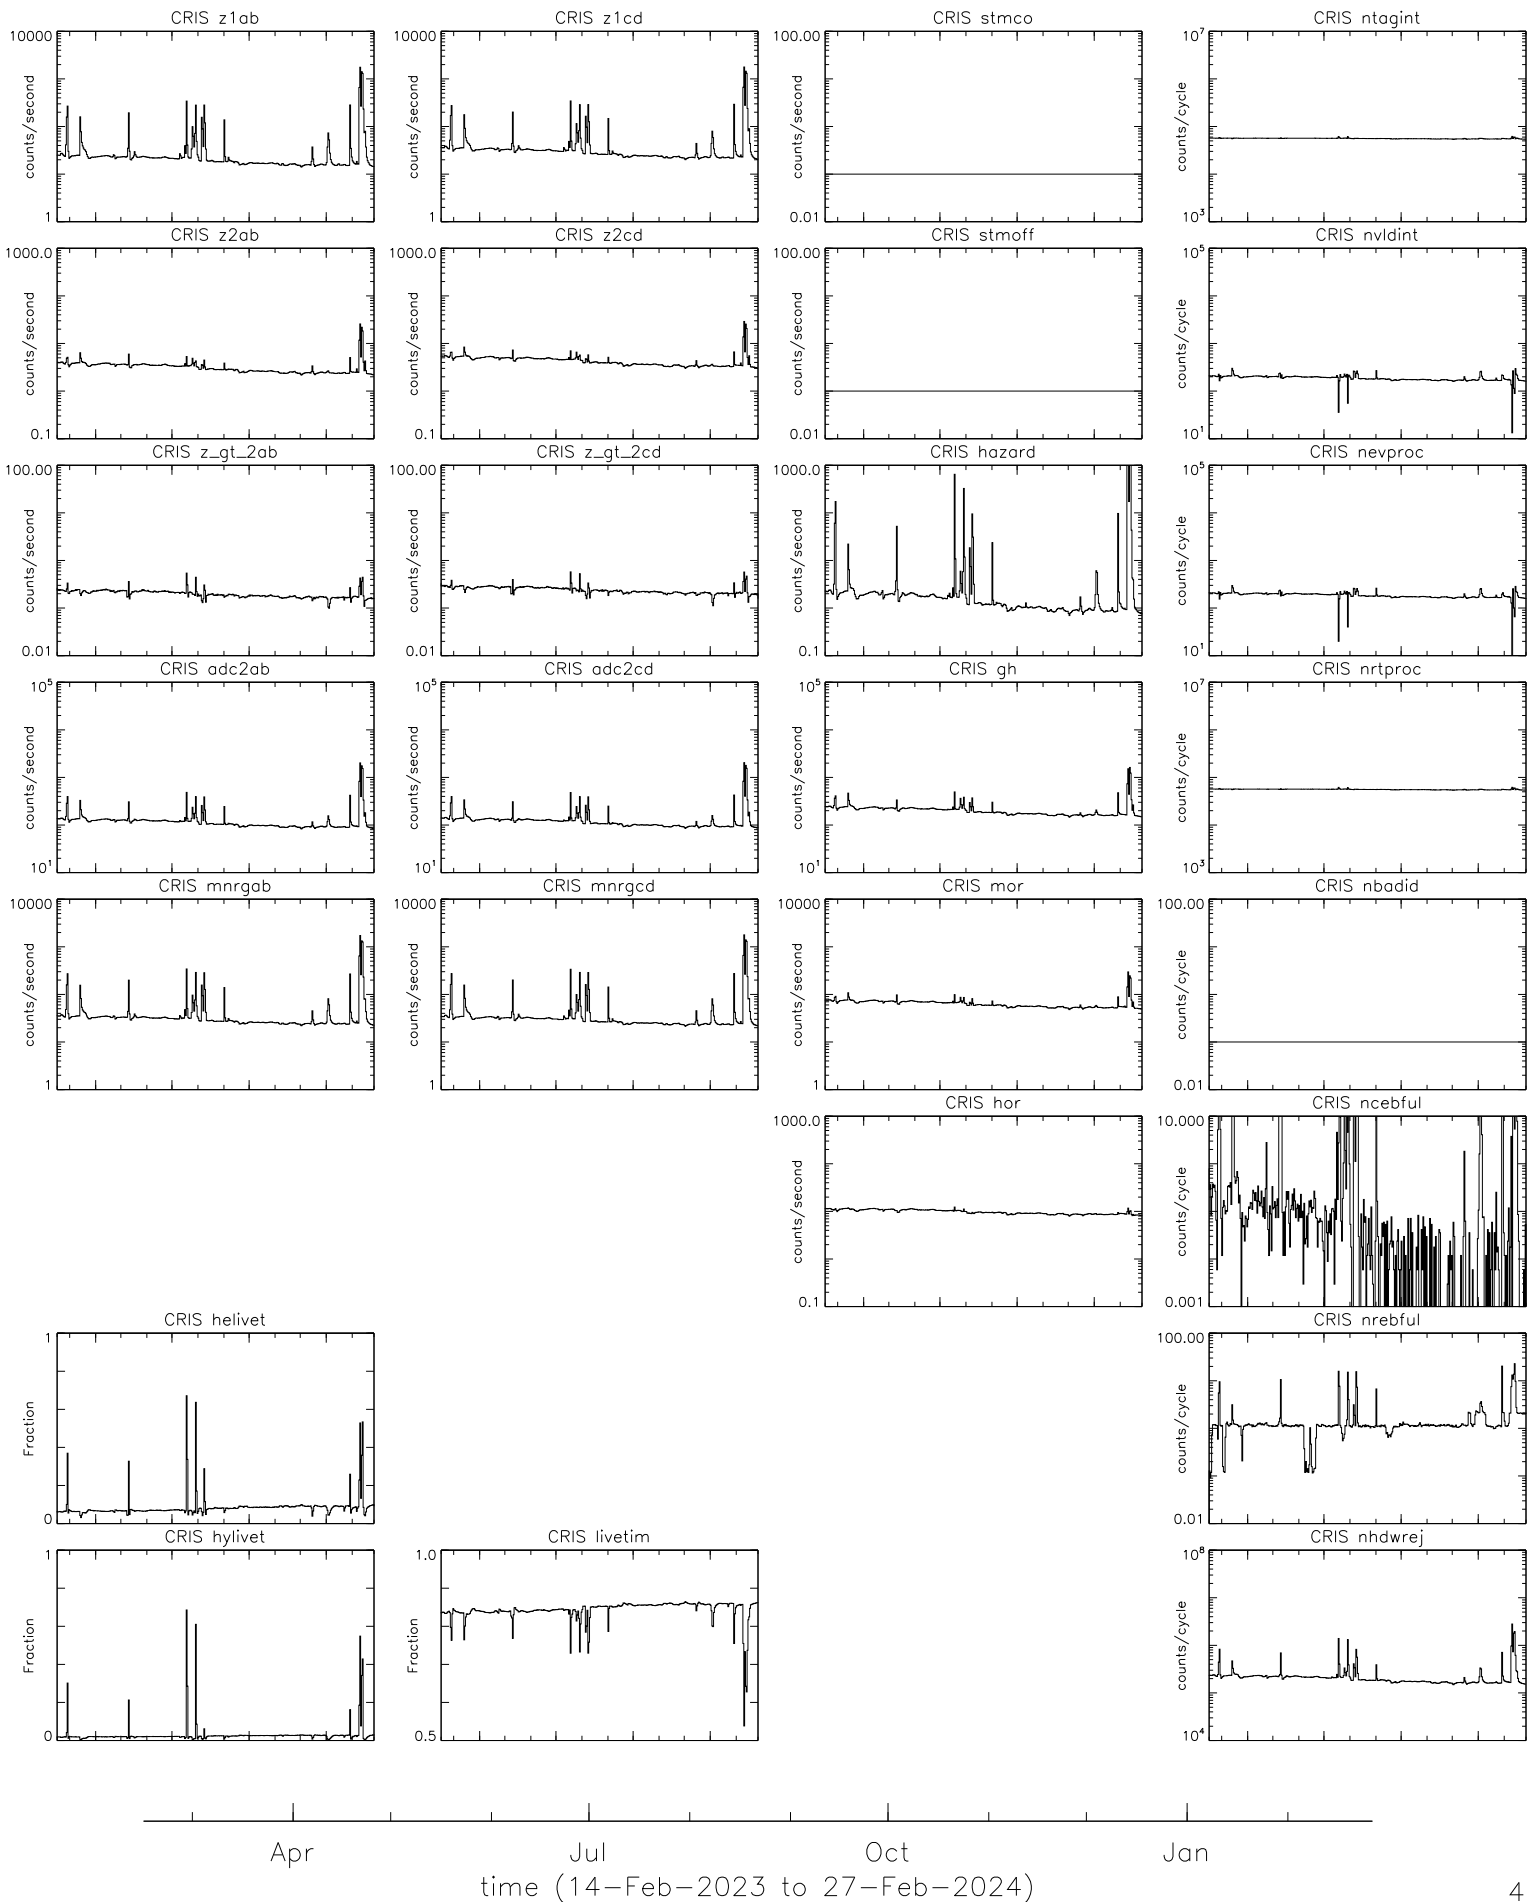 CRIS z1ab
CRIS z1cd
CRIS stmco
CRIS ntagint
10000
counts/second
1
10000
counts/second
1
100.00
counts/second
0.01
10⁷
counts/cycle
10³
CRIS z2ab
CRIS z2cd
CRIS stmoff
CRIS nvldint
1000.0
counts/second
0.1
1000.0
counts/second
0.1
100.00
counts/second
0.01
10⁵
counts/cycle
10¹
CRIS z_gt_2ab
CRIS z_gt_2cd
CRIS hazard
CRIS nevproc
100.00
counts/second
0.01
100.00
counts/second
0.01
1000.0
counts/second
0.1
10⁵
counts/cycle
10¹
CRIS adc2ab
CRIS adc2cd
CRIS gh
CRIS nrtproc
10⁵
counts/second
10¹
10⁵
counts/second
10¹
10000
counts/second
1
10⁷
counts/cycle
10³
CRIS mnrgab
CRIS mnrgcd
CRIS mor
CRIS nbadid
10000
counts/second
1
10000
counts/second
1
10000
counts/second
1
100.00
counts/cycle
0.01
CRIS hor
CRIS ncebful
1000.0
counts/second
0.1
10.000
counts/cycle
0.001
CRIS helivet
CRIS nrebful
1
Fraction
0
100.00
counts/cycle
0.01
CRIS hylivet
CRIS livetim
CRIS nhdwrej
1
Fraction
0
1.0
Fraction
0.5
10⁸
counts/cycle
10⁴
Apr
Jul
Oct
Jan
time (14-Feb-2023 to 27-Feb-2024)
4